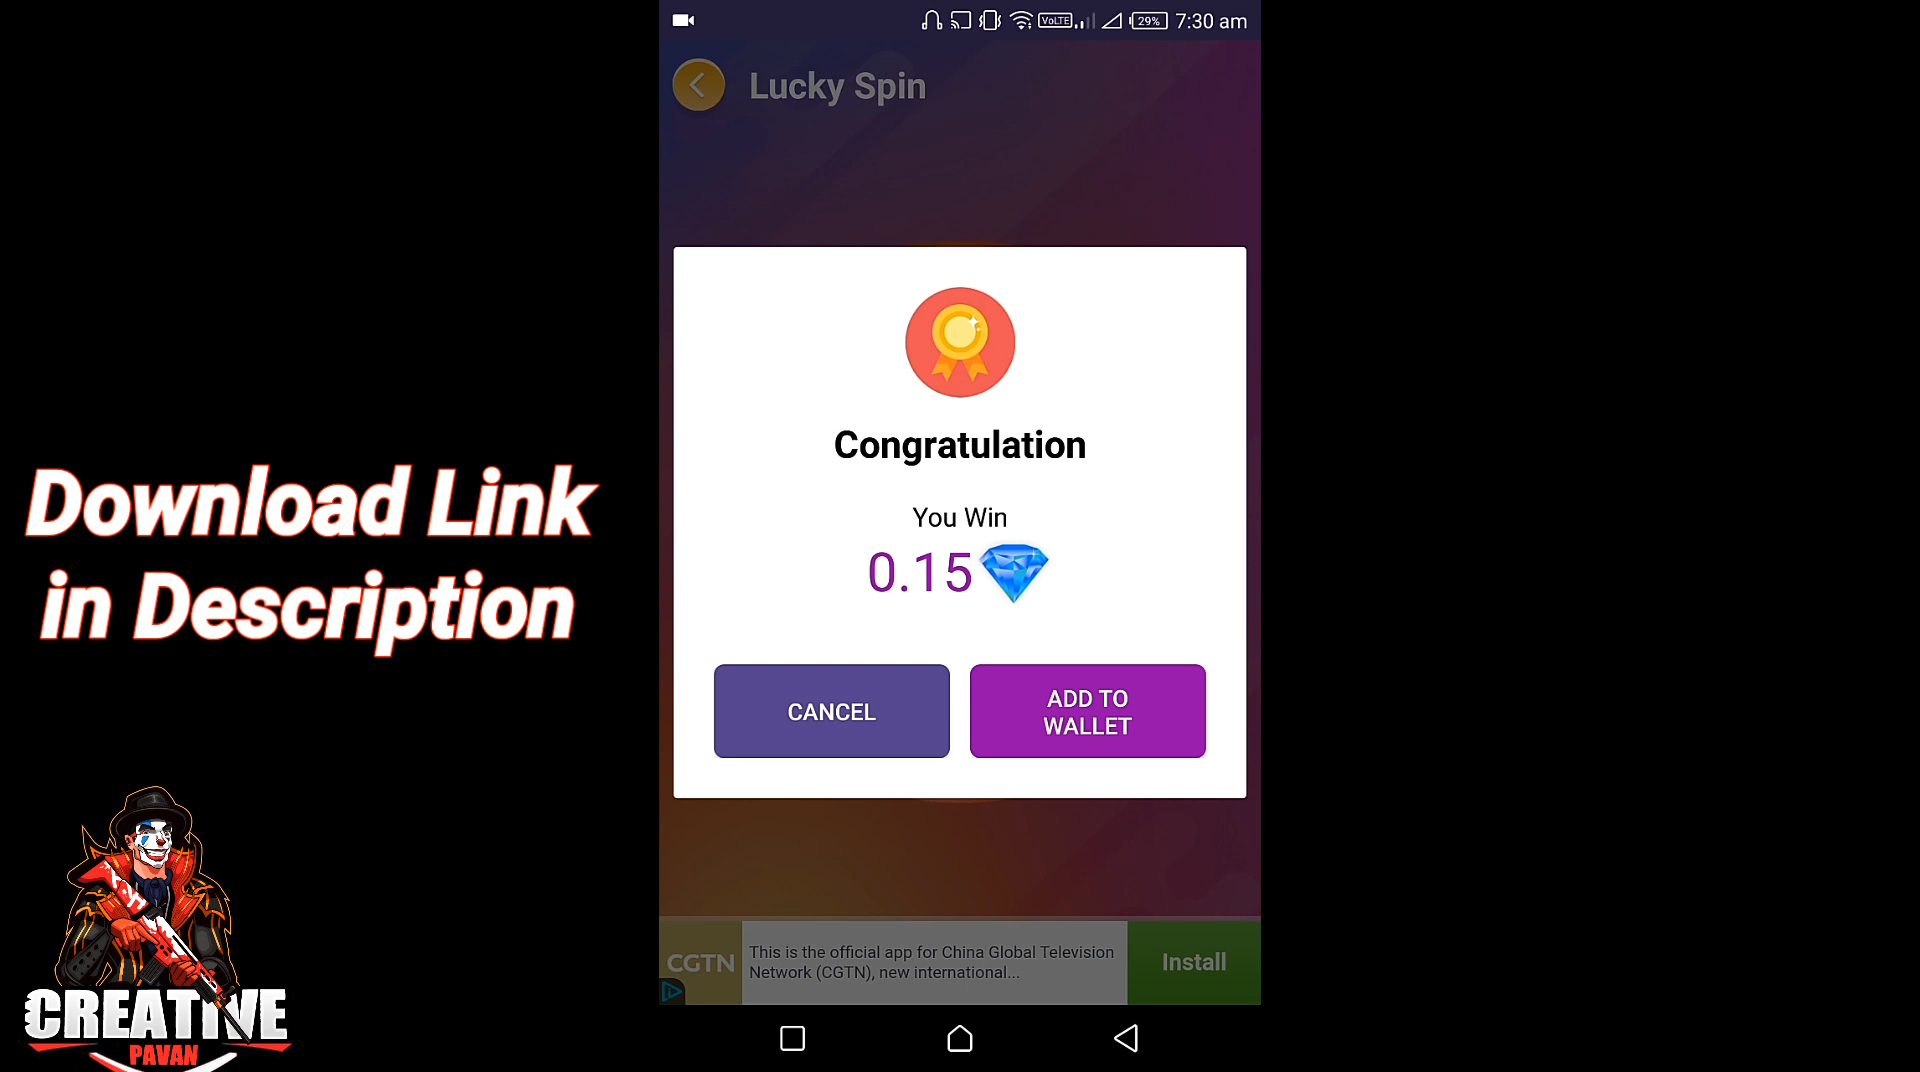 VoLTE 29% 7:30 am
Lucky Spin
Congratulation
You Win
0.15
CANCEL
ADD TO
WALLET
Download Link
in Description
CREATIVE
PAVAN
CGTN
This is the official app for China Global Television
Network (CGTN), new international...
Install